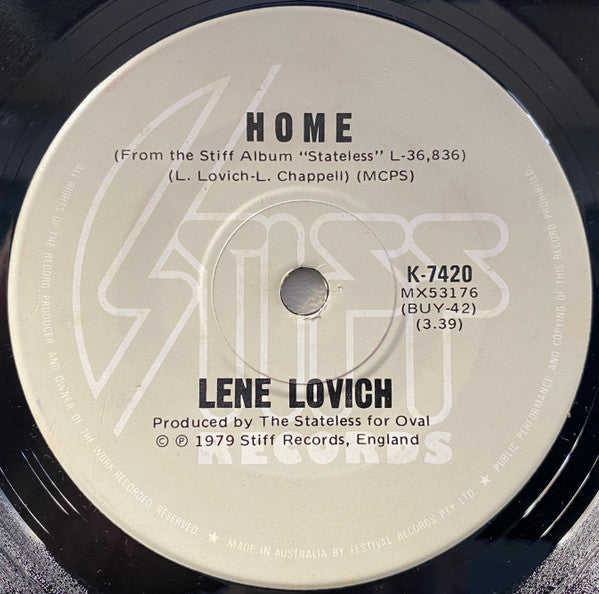 HOME
(From the Stiff Album "Stateless" L-36,836)
(L. Lovich-L. Chappell) (MCPS)
STIFF
RECORDS
K-7420
MX53176
(BUY-42)
(3.39)
LENE LOVICH
Produced by The Stateless for Oval
© ℗ 1979 Stiff Records, England
ALL RIGHTS OF THE RECORD PRODUCER AND OWNER OF THE WORK RECORDED RESERVED ★ MADE IN AUSTRALIA BY FESTIVAL RECORDS PTY. LTD. ★ PUBLIC PERFORMANCE AND COPYING OF THIS RECORD PROHIBITED.